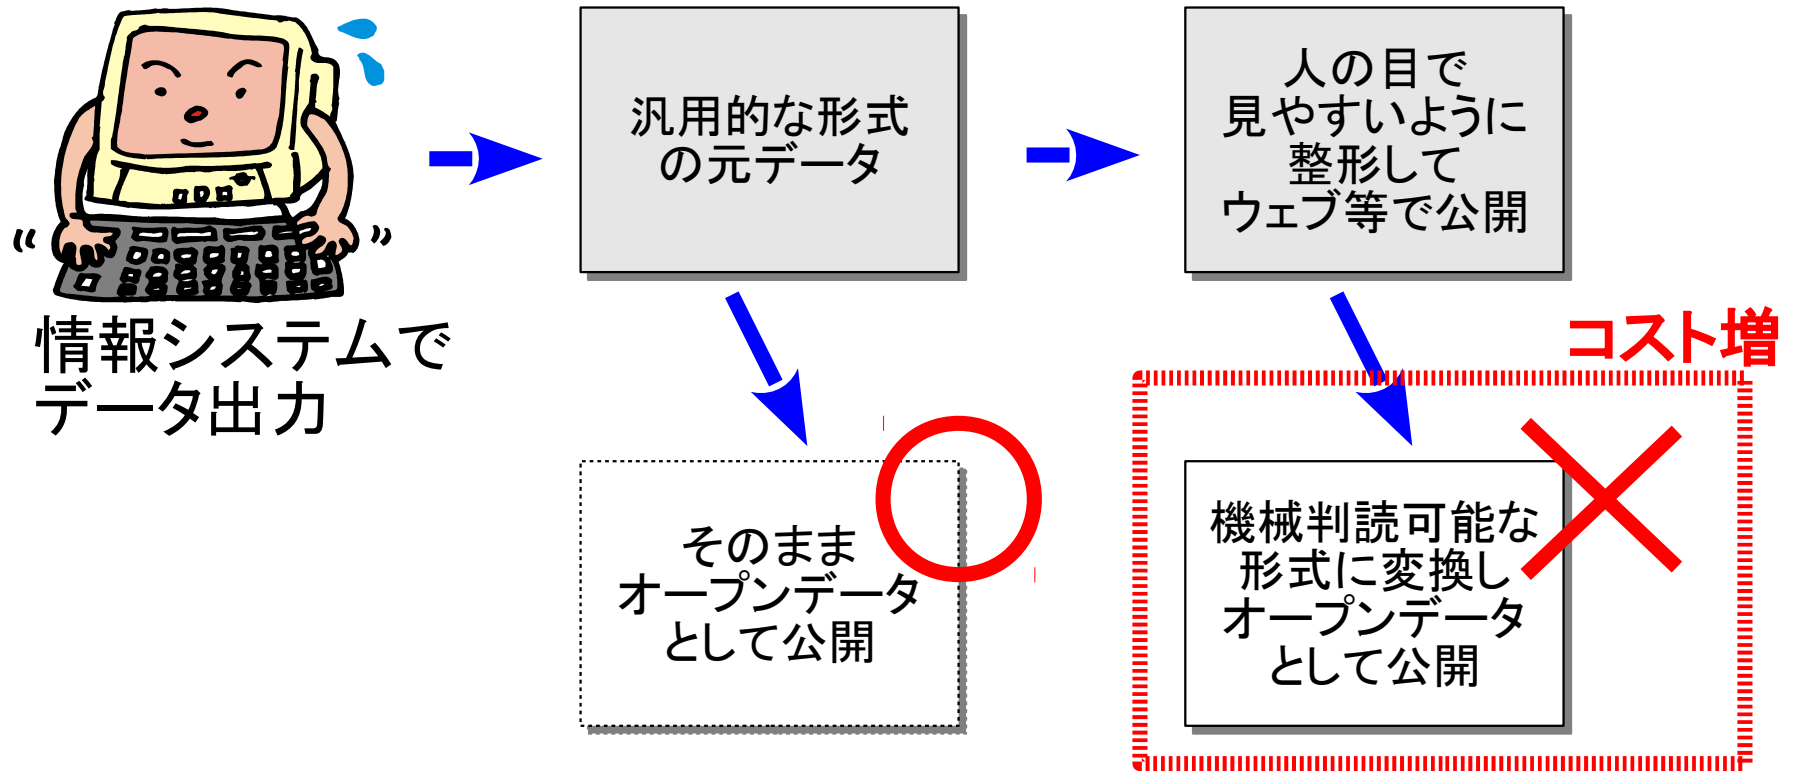 情報システムで
データ出力
汎用的な形式
の元データ
人の目で
見やすいように
整形して
ウェブ等で公開
そのまま
オープンデータ
として公開
コスト増
機械判読可能な
形式に変換し
オープンデータ
として公開